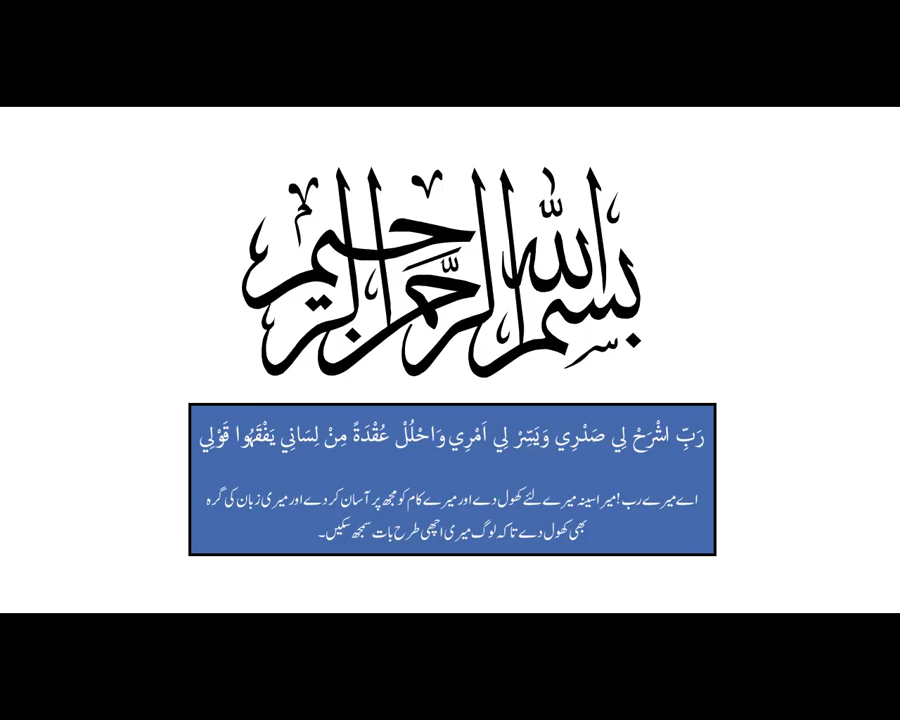 بسم الله الرحمن الرحيم
رَبِّ اشْرَحْ لِي صَدْرِي وَيَسِّرْ لِي اَمْرِي وَاحْلُلْ عُقْدَةً مِنْ لِسَانِي يَفْقَهُوا قَوْلِي
اے میرے رب! میرا سینہ میرے لئے کھول دے اور میرے کام کو مجھ پر آسان کر دے اور میری زبان کی گرہ
بھی کھول دے تاکہ لوگ میری اچھی طرح بات سمجھ سکیں۔